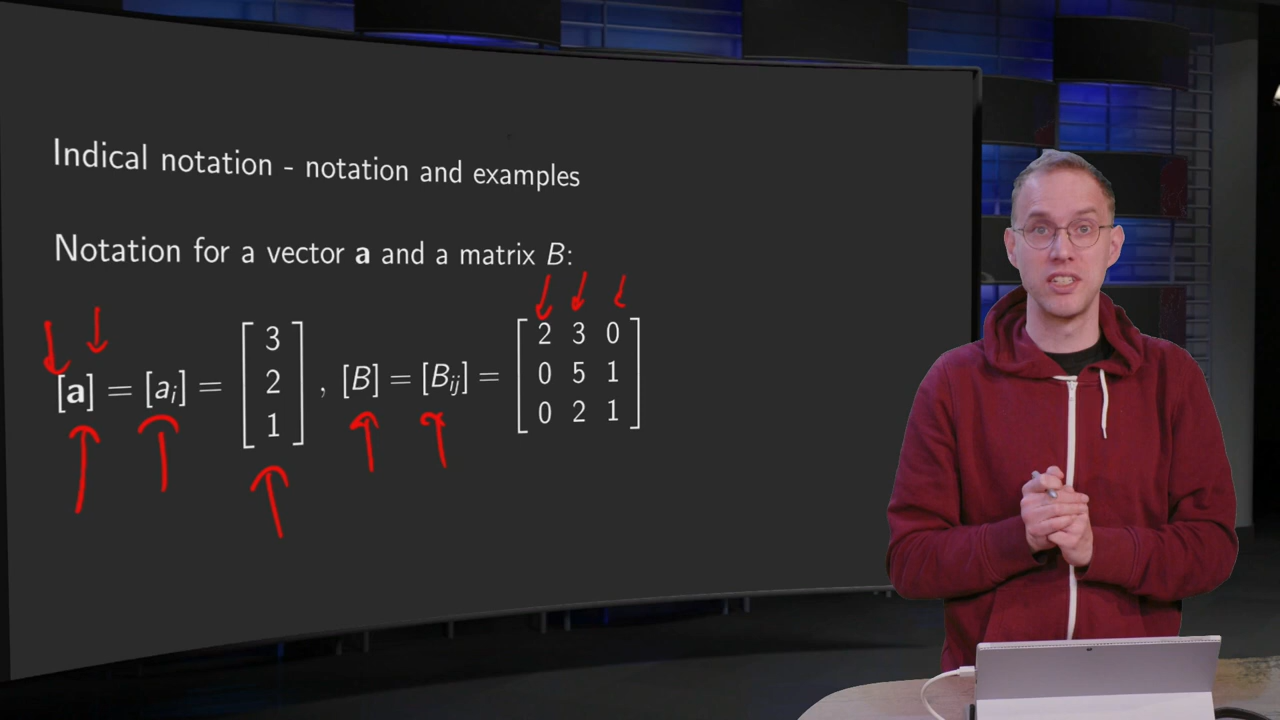 Indical notation - notation and examples
Notation for a vector a and a matrix B:
[a] = [a_i] = [3 2 1], [B] = [B_ij] = [2 3 0
0 5 1
0 2 1]